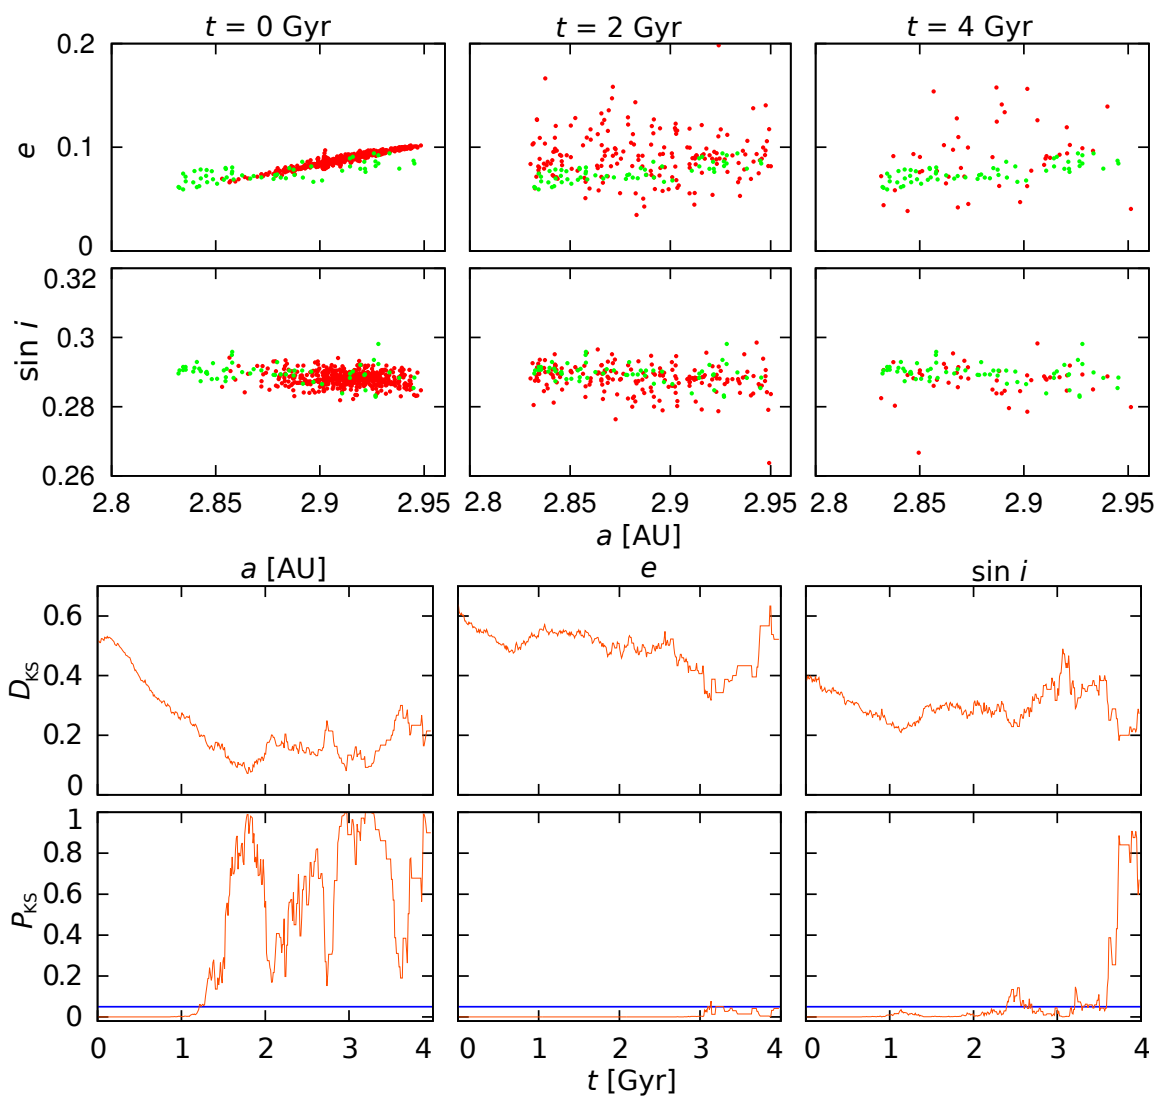 t = 0 Gyr t = 2 Gyr t = 4 Gyr
0.2
0.1
0
e
0.32
0.3
0.28
0.26
sin i
2.8 2.85 2.9 2.95 2.8 2.85 2.9 2.95 2.8 2.85 2.9 2.95
a [AU]
a [AU] e sin i
0.6
0.4
0.2
0
D_KS
1
0.8
0.6
0.4
0.2
0
P_KS
0 1 2 3 4 0 1 2 3 4 0 1 2 3 4
t [Gyr]